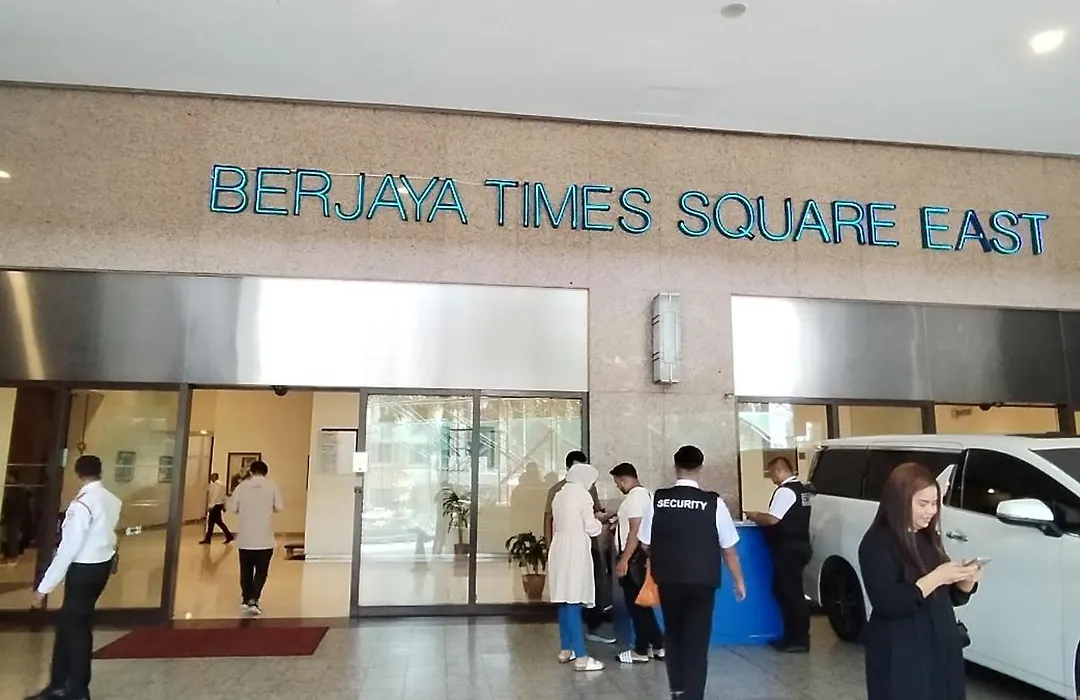 BERJAYA TIMES SQUARE EAST
SECURITY